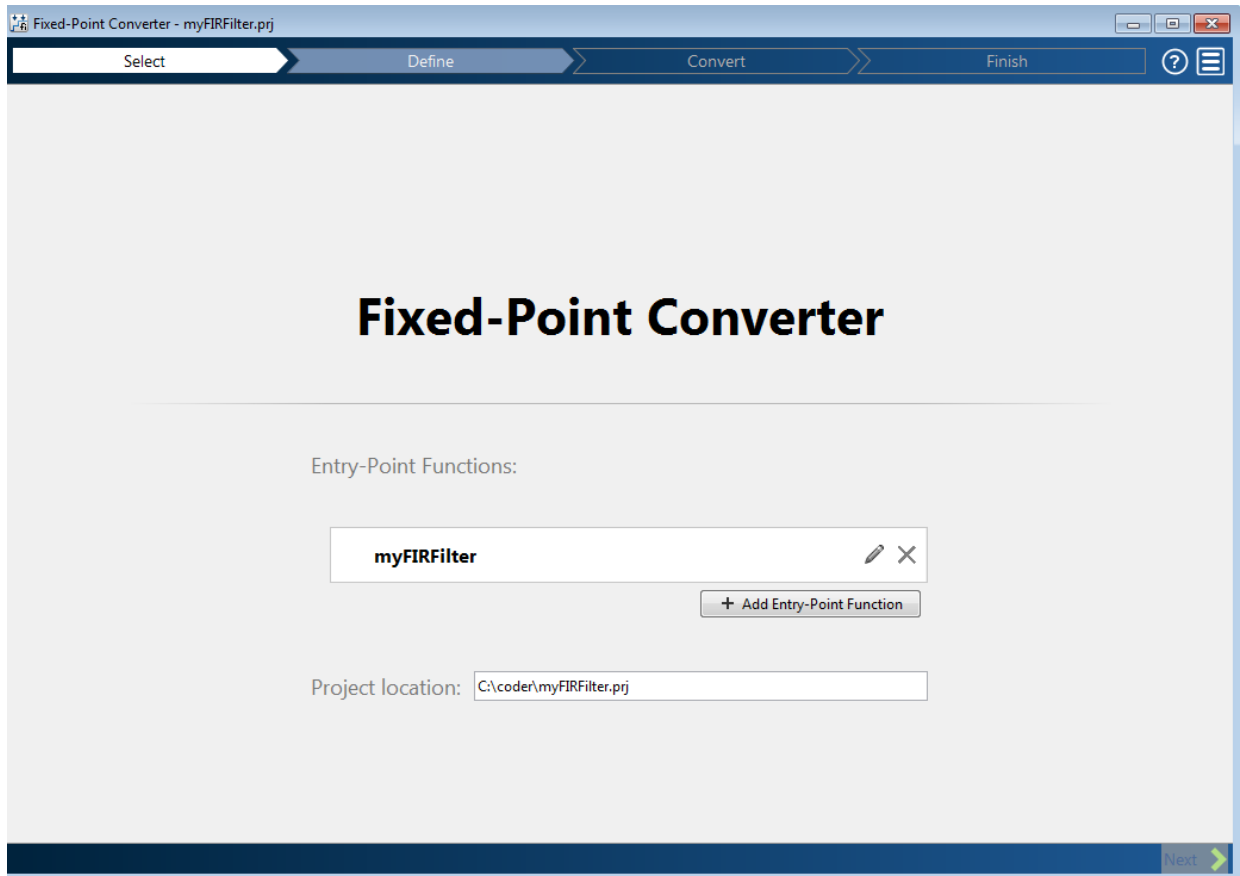 Fixed-Point Converter - myFIRFilter.prj
Select Define Convert Finish
Fixed-Point Converter
Entry-Point Functions:
myFIRFilter
+ Add Entry-Point Function
Project location: C:\coder\myFIRFilter.prj
Next